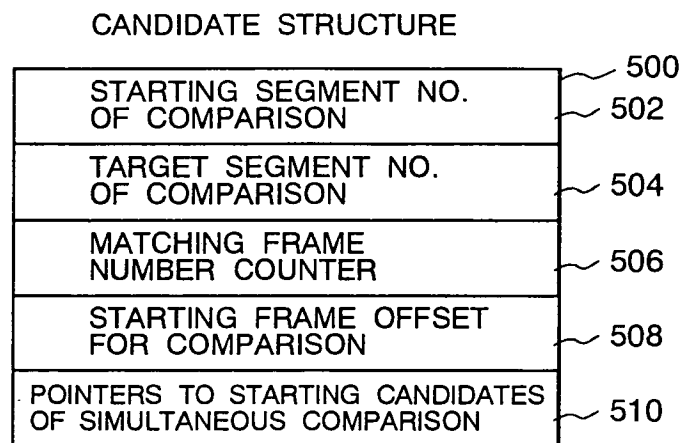 CANDIDATE STRUCTURE
500
STARTING SEGMENT NO.
OF COMPARISON
502
TARGET SEGMENT NO.
OF COMPARISON
504
MATCHING FRAME
NUMBER COUNTER
506
STARTING FRAME OFFSET
FOR COMPARISON
508
POINTERS TO STARTING CANDIDATES
OF SIMULTANEOUS COMPARISON
510